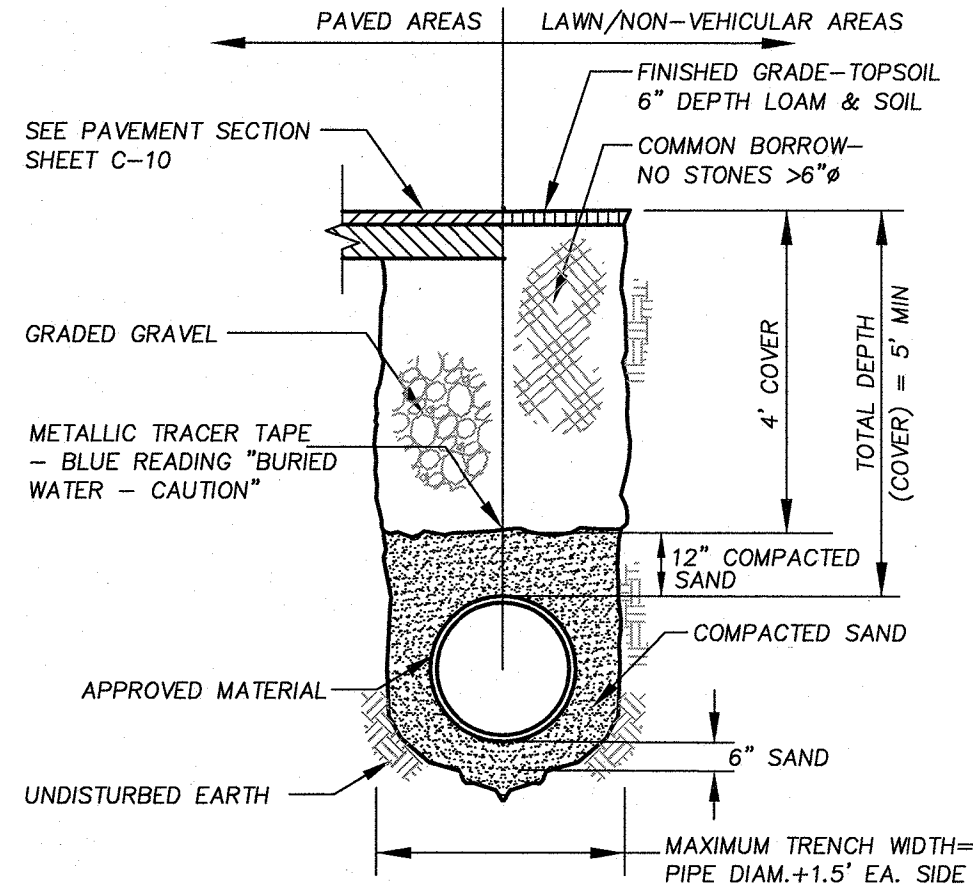 PAVED AREAS
LAWN/NON-VEHICULAR AREAS
FINISHED GRADE-TOPSOIL
6" DEPTH LOAM & SOIL
SEE PAVEMENT SECTION
SHEET C-10
COMMON BORROW-
NO STONES >6"ø
GRADED GRAVEL
4' COVER
TOTAL DEPTH
(COVER) = 5' MIN
METALLIC TRACER TAPE
- BLUE READING "BURIED
WATER - CAUTION"
12" COMPACTED
SAND
COMPACTED SAND
APPROVED MATERIAL
6" SAND
UNDISTURBED EARTH
MAXIMUM TRENCH WIDTH=
PIPE DIAM.+1.5' EA. SIDE